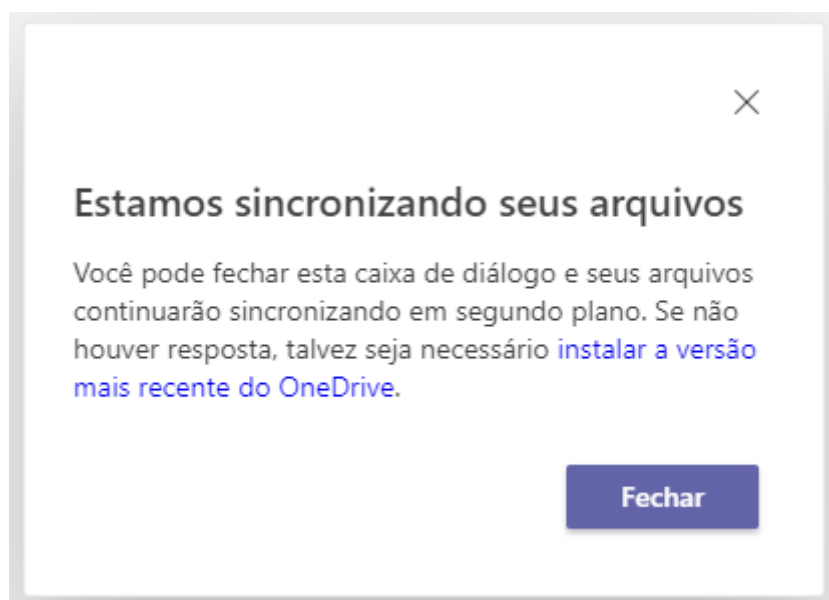 Estamos sincronizando seus arquivos
Você pode fechar esta caixa de diálogo e seus arquivos
continuarão sincronizando em segundo plano. Se não
houver resposta, talvez seja necessário instalar a versão
mais recente do OneDrive.
Fechar